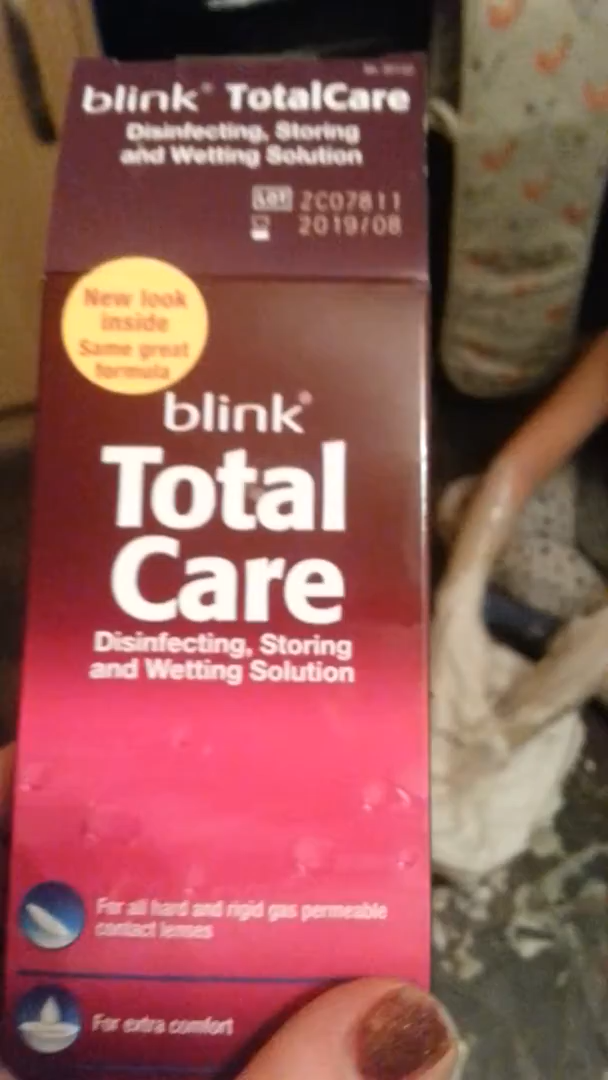 blink® TotalCare
Disinfecting, Storing
and Wetting Solution
LOT ZC07811
2019/08
New look
inside
Same great
formula
blink®
Total
Care
Disinfecting, Storing
and Wetting Solution
For all hard and rigid gas permeable
contact lenses
For extra comfort